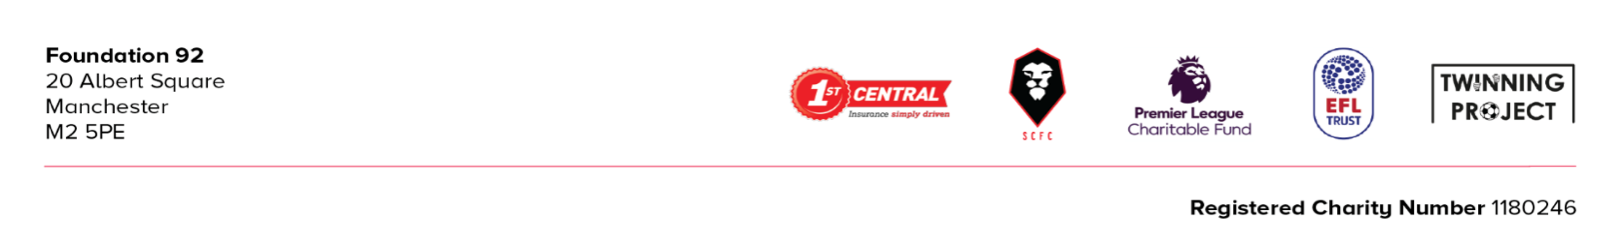 Foundation 92
20 Albert Square
Manchester
M2 5PE
1ST CENTRAL
Insurance simply driven
SCFC
Premier League
Charitable Fund
EFL
TRUST
TWINNING
PROJECT
Registered Charity Number 1180246